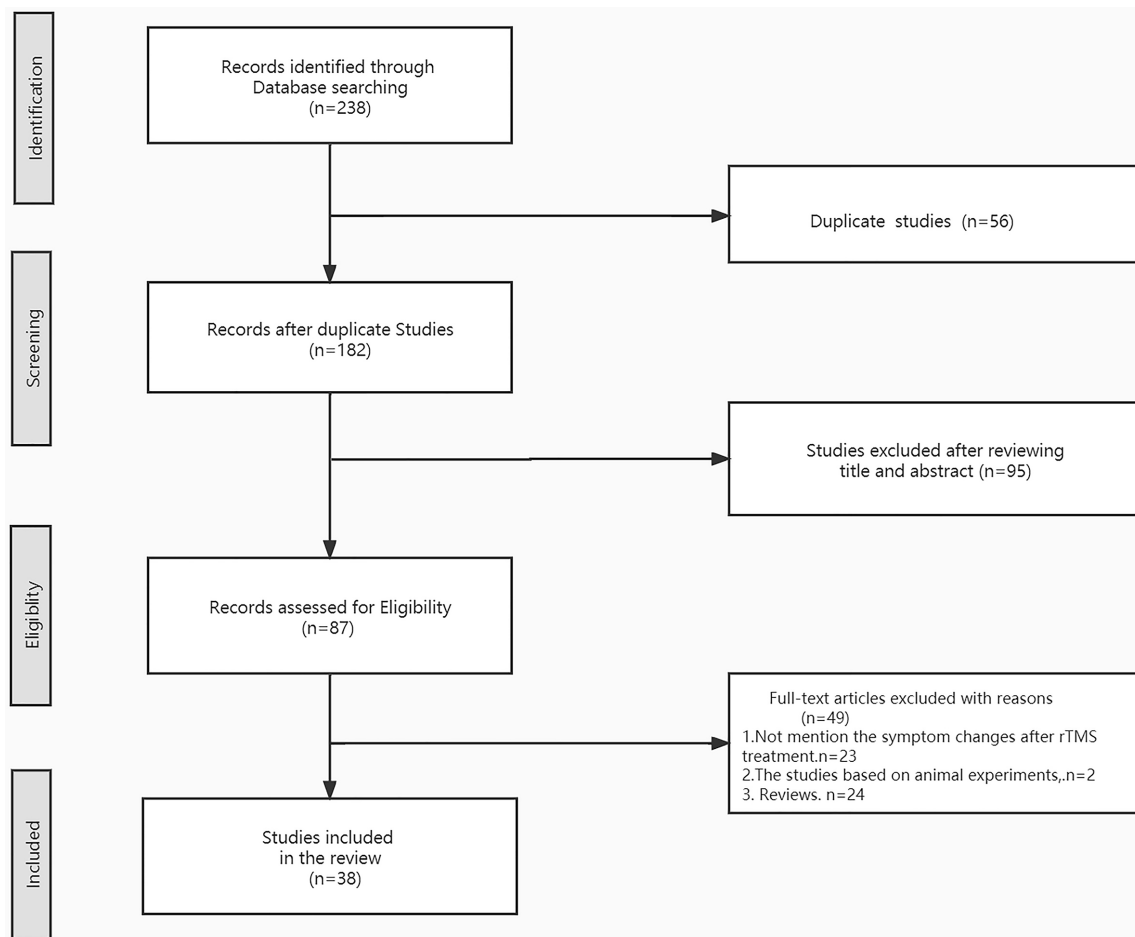 Identification
Records identified through
Database searching
(n=238)
Duplicate studies (n=56)
Screening
Records after duplicate Studies
(n=182)
Studies excluded after reviewing
title and abstract (n=95)
Eligiblity
Records assessed for Eligibility
(n=87)
Full-text articles excluded with reasons
(n=49)
1.Not mention the symptom changes after rTMS
treatment.n=23
2.The studies based on animal experiments,.n=2
3. Reviews. n=24
Included
Studies included
in the review
(n=38)